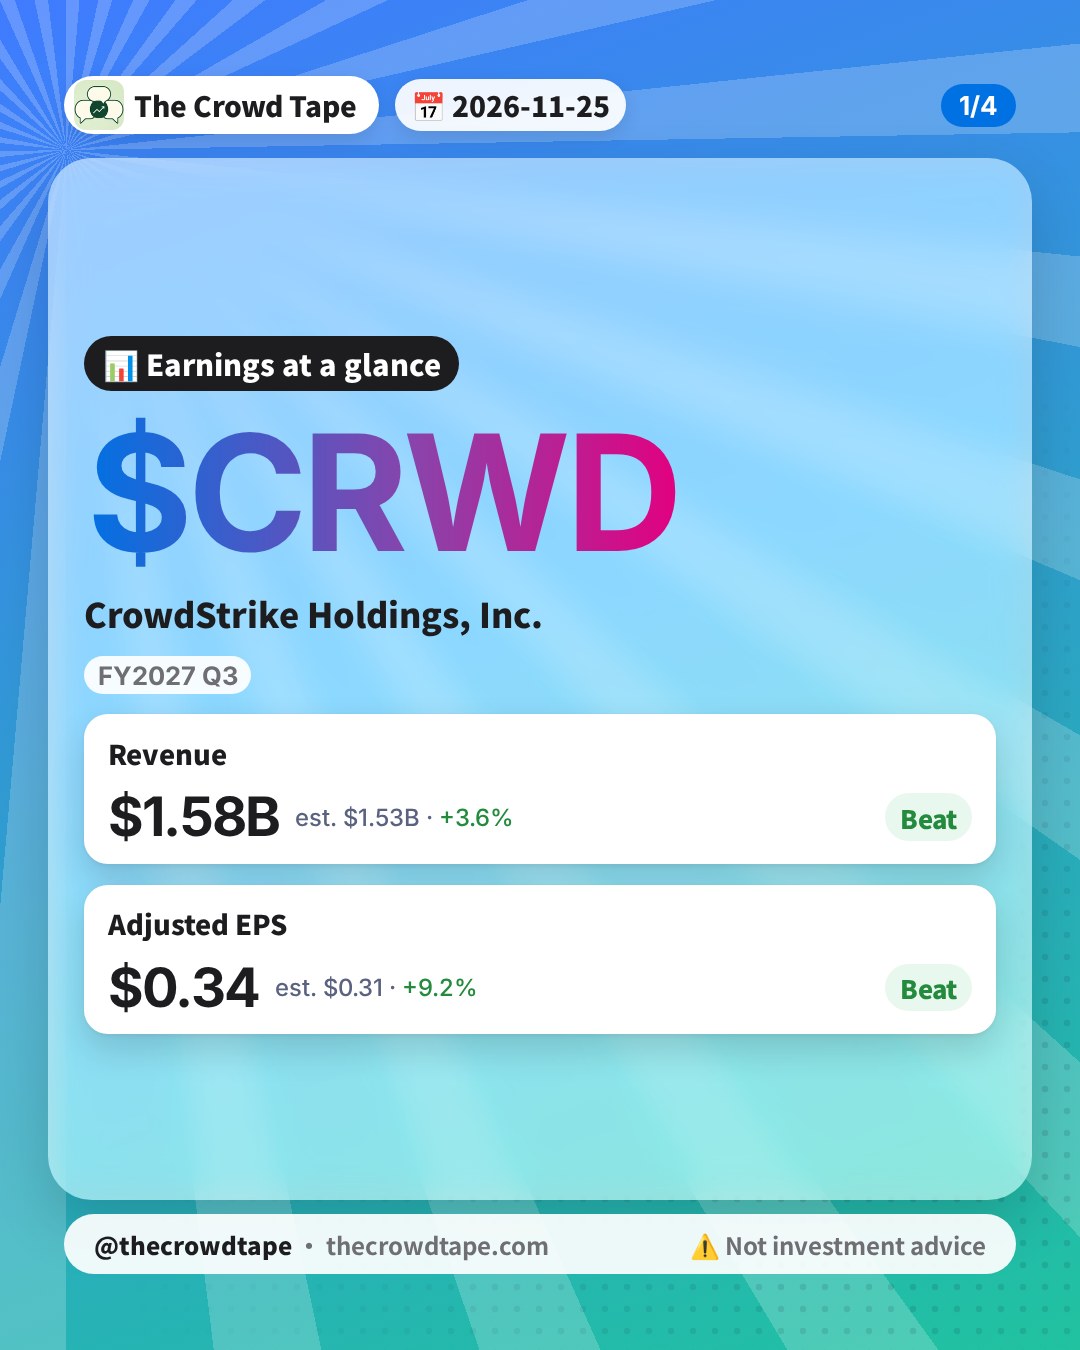 The Crowd Tape
📅 2026-11-25
1/4
📊 Earnings at a glance
$CRWD
CrowdStrike Holdings, Inc.
FY2027 Q3
Revenue
$1.58B est. $1.53B · +3.6% Beat
Adjusted EPS
$0.34 est. $0.31 · +9.2% Beat
@thecrowdtape • thecrowdtape.com ⚠️ Not investment advice